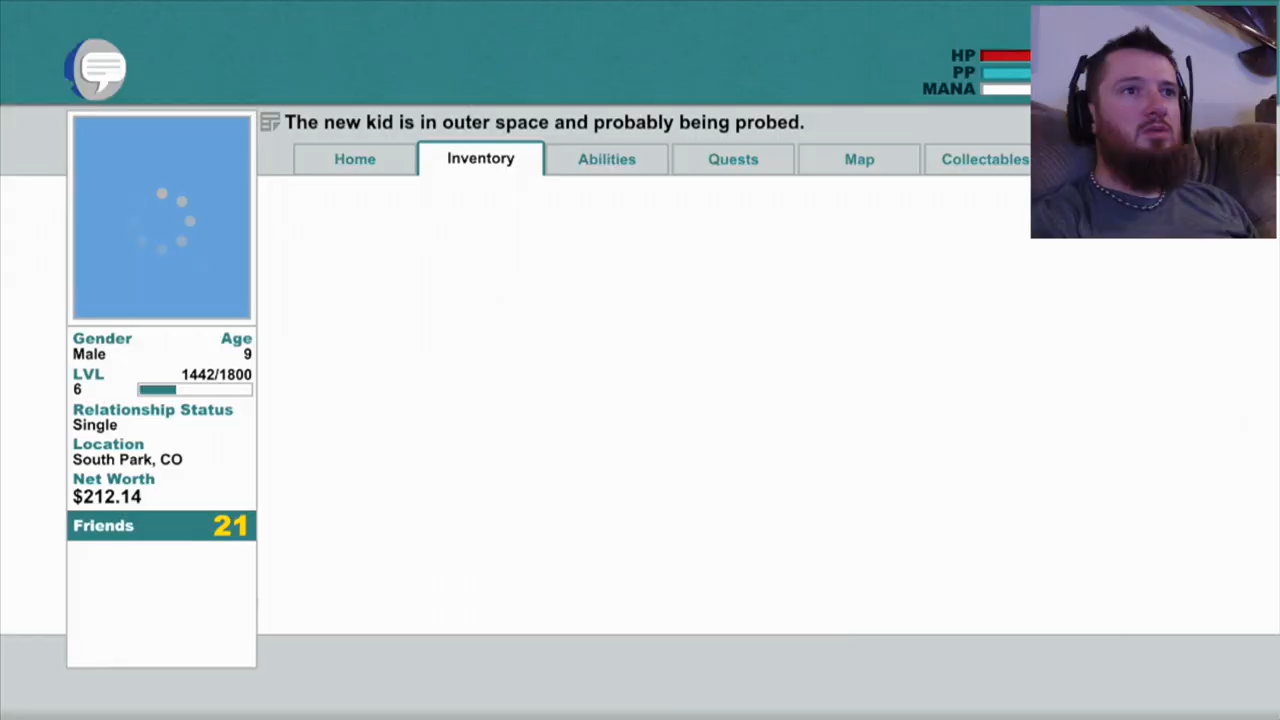 HP
PP
MANA
The new kid is in outer space and probably being probed.
Home Inventory Abilities Quests Map Collectables
Gender Age
Male 9
LVL 1442/1800
6
Relationship Status
Single
Location
South Park, CO
Net Worth
$212.14
Friends 21